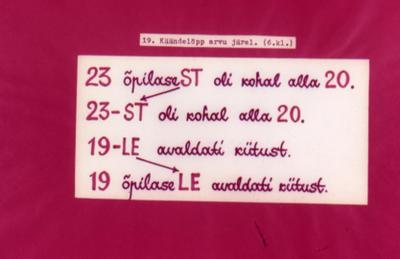 19. Käändelõpp arvu järel. (6.kl.)
23 õpilaseST oli kohal alla 20.
23-ST oli kohal alla 20.
19-LE avaldati kiitust.
19 õpilaseLE avaldati kiitust.